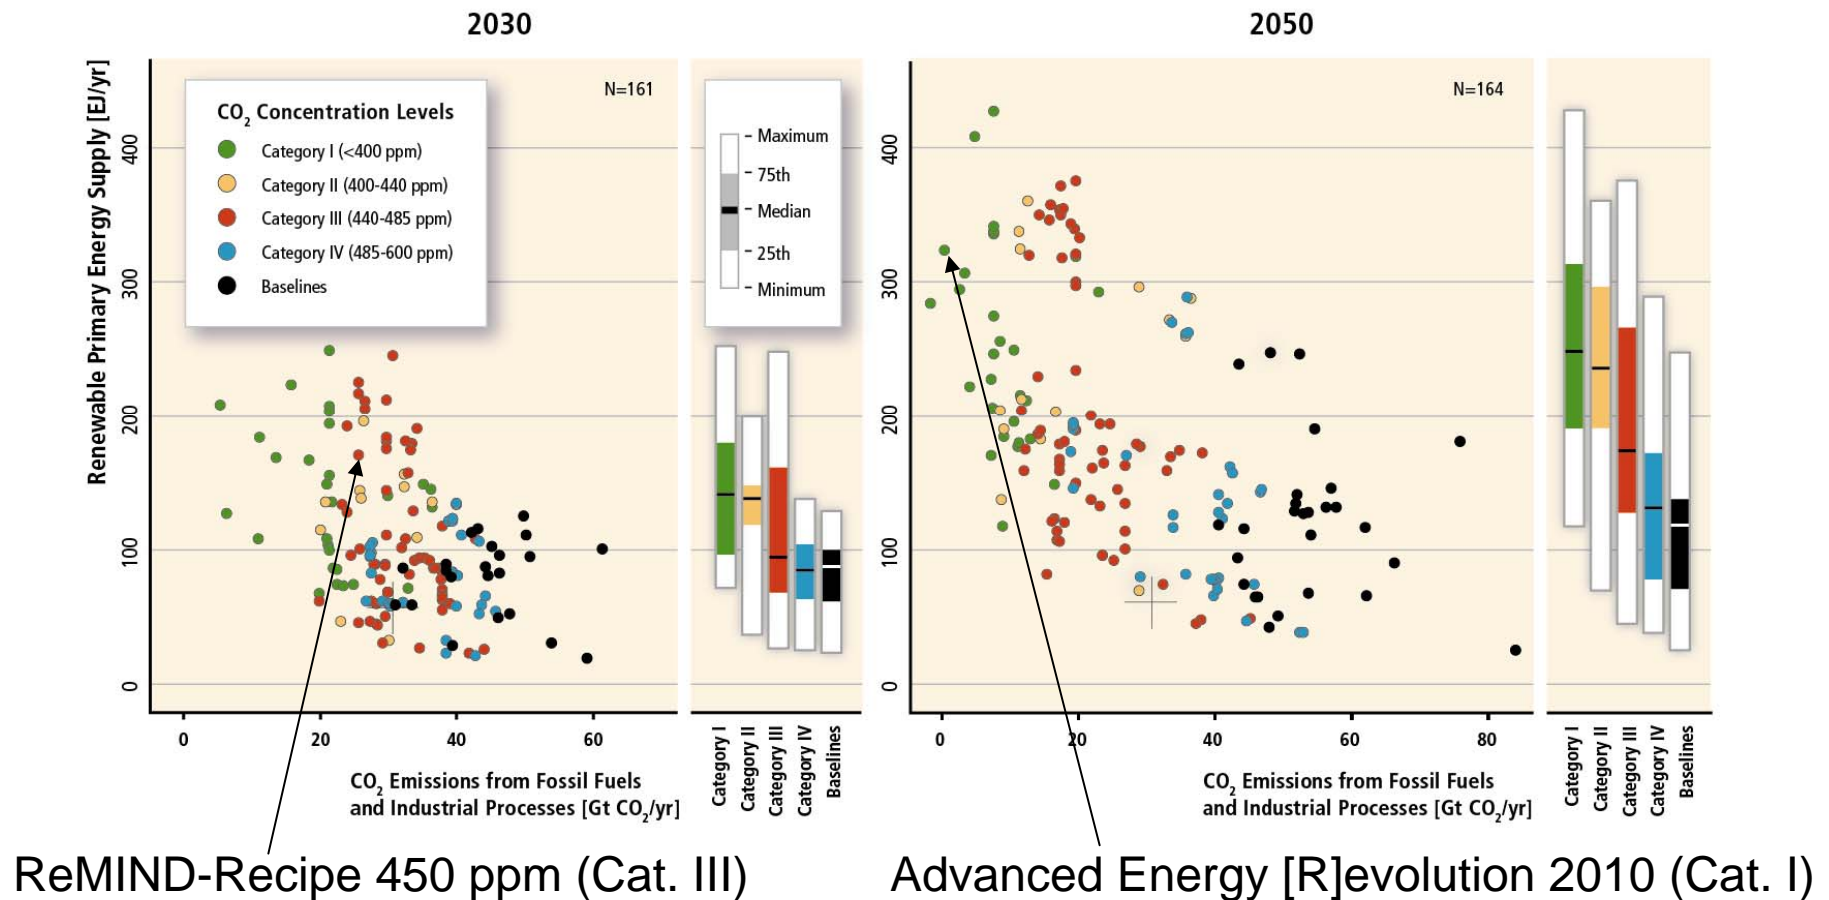 2030
2050
Renewable Primary Energy Supply [EJ/yr]
N=161
CO2 Concentration Levels
Category I (<400 ppm)
Category II (400-440 ppm)
Category III (440-485 ppm)
Category IV (485-600 ppm)
Baselines
Maximum
75th
Median
25th
Minimum
N=164
400
300
200
100
0
400
300
200
100
0
0
20
40
60
Category I
Category II
Category III
Category IV
Baselines
0
20
40
60
80
Category I
Category II
Category III
Category IV
Baselines
CO2 Emissions from Fossil Fuels
and Industrial Processes [Gt CO2/yr]
CO2 Emissions from Fossil Fuels
and Industrial Processes [Gt CO2/yr]
ReMIND-Recipe 450 ppm (Cat. III)
Advanced Energy [R]evolution 2010 (Cat. I)